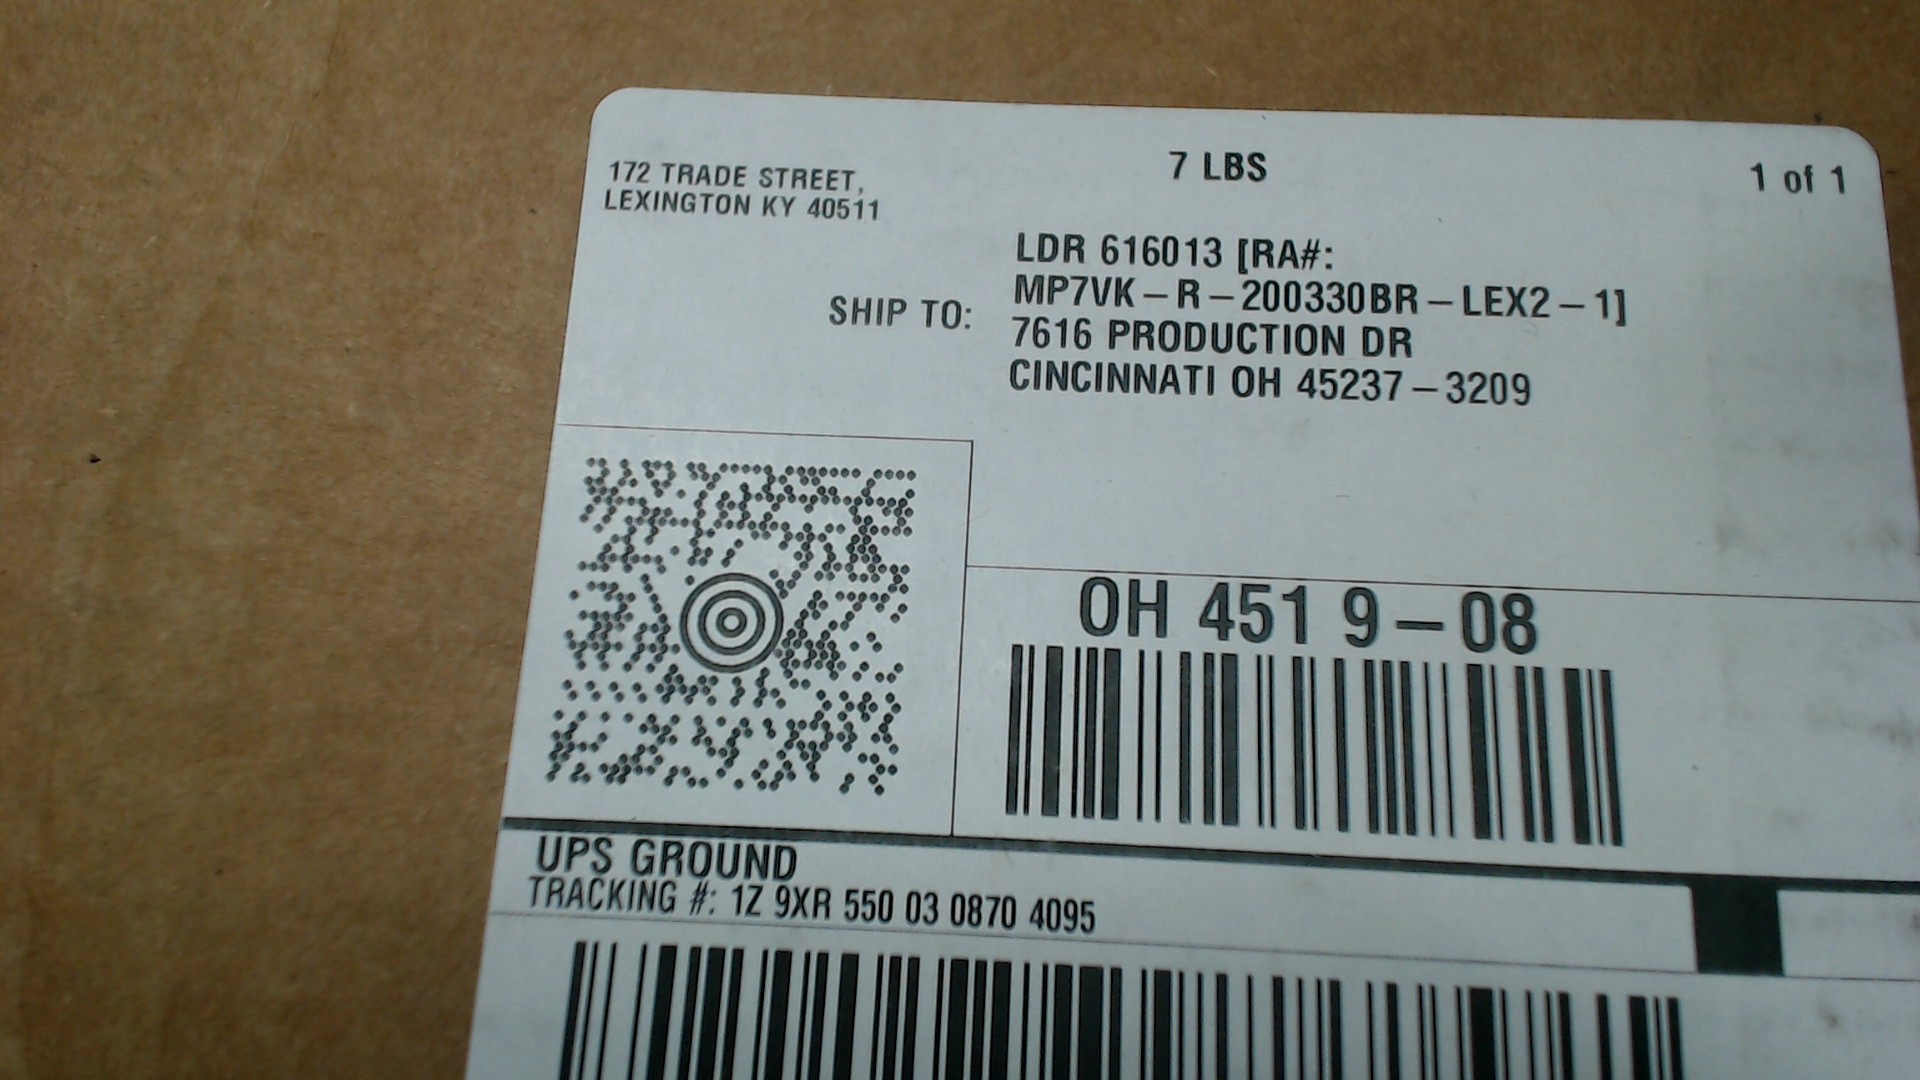 172 TRADE STREET,
LEXINGTON KY 40511
7 LBS
1 of 1
SHIP TO:
LDR 616013 [RA#:
MP7VK-R-200330BR-LEX2-1]
7616 PRODUCTION DR
CINCINNATI OH 45237-3209
OH 451 9-08
UPS GROUND
TRACKING #: 1Z 9XR 550 03 0870 4095